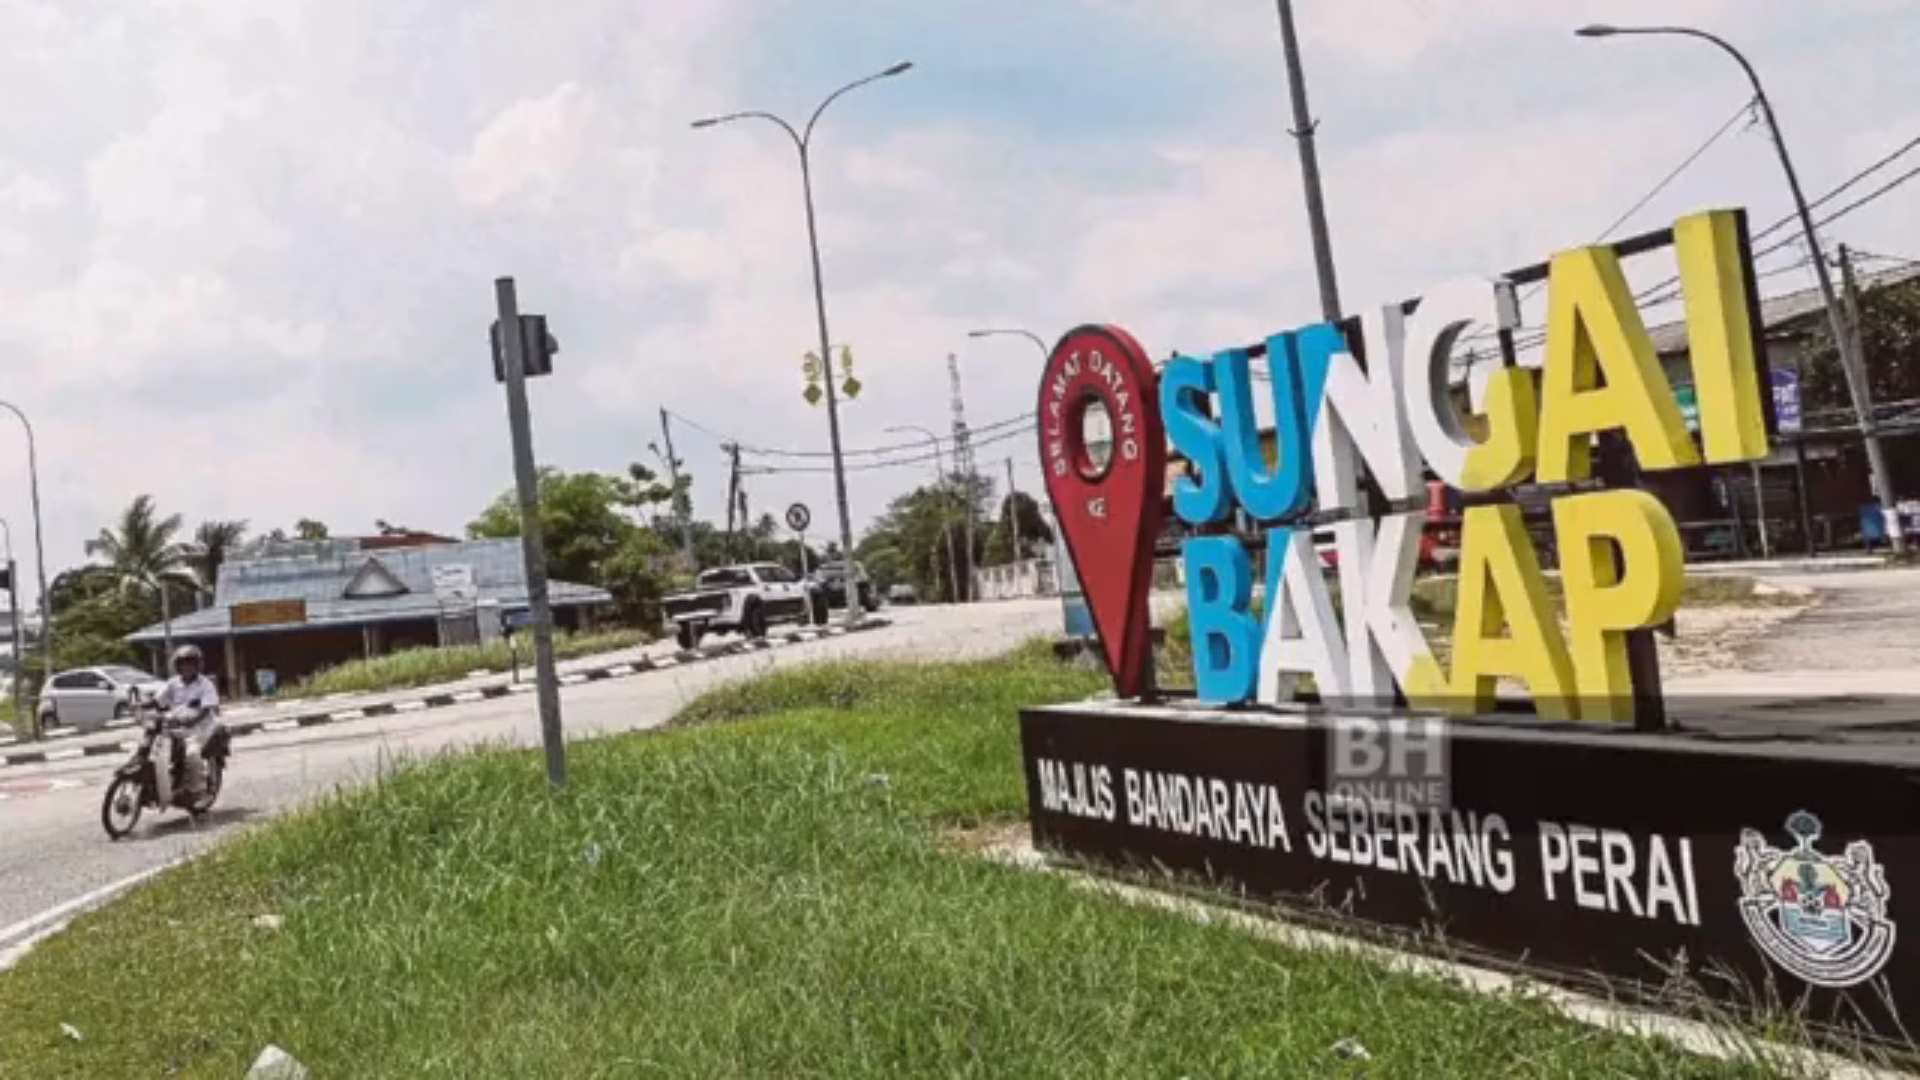 SELAMAT DATANG
KE
SUNGAI
BAKAP
MAJLIS BANDARAYA SEBERANG PERAI
BH
ONLINE